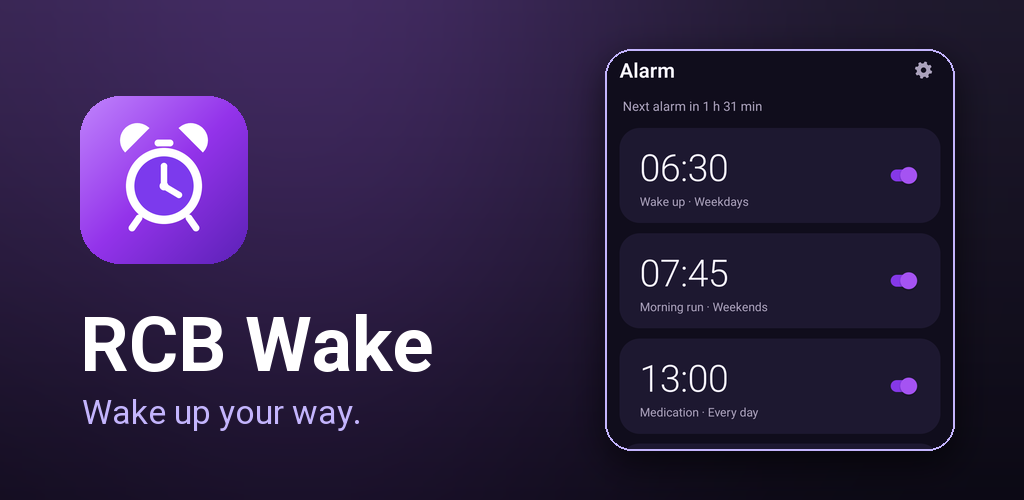 RCB Wake
Wake up your way.
Alarm
Next alarm in 1 h 31 min
06:30
Wake up · Weekdays
07:45
Morning run · Weekends
13:00
Medication · Every day